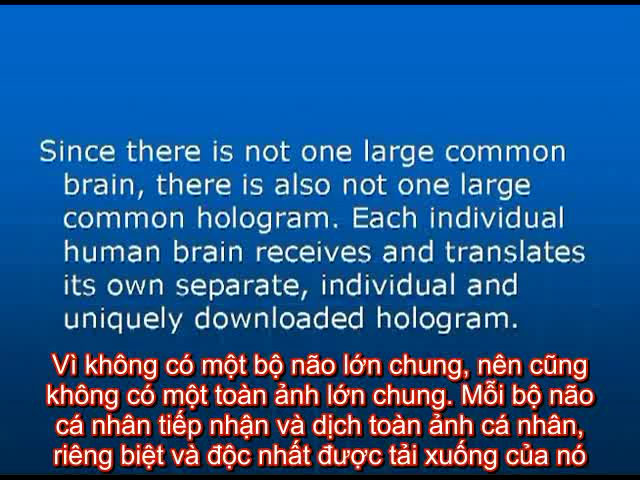 Since there is not one large common
brain, there is also not one large
common hologram. Each individual
human brain receives and translates
its own separate, individual and
uniquely downloaded hologram.
Vì không có một bộ não lớn chung, nên cũng
không có một toàn ảnh lớn chung. Mỗi bộ não
cá nhân tiếp nhận và dịch toàn ảnh cá nhân,
riêng biệt và độc nhất được tải xuống của nó